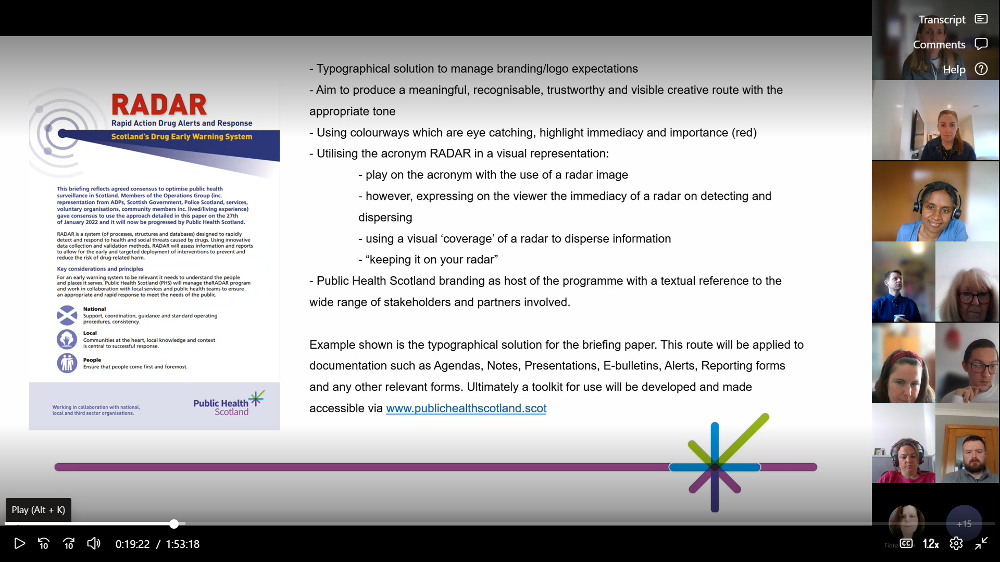 RADAR
Rapid Action Drug Alerts and Response
Scotland's Drug Early Warning System
This briefing reflects agreed consensus to optimise public health
surveillance in Scotland. Members of the Operations Group (inc.
representation from ADPs, Scottish Government, Police Scotland, services,
voluntary organisations, community members inc. lived/living experience)
gave consensus to use the approach detailed in this paper on the 27th
of January 2022 and it will now be progressed by Public Health Scotland.
RADAR is a system (of processes, structures and databases) designed to rapidly
detect and respond to health and social threats caused by drugs. Using innovative
data collection and validation methods, RADAR will assess information and reports
to allow for the early and targeted deployment of interventions to prevent and
reduce the risk of drug-related harm.
Key considerations and principles
For an early warning system to be relevant it needs to understand the people
and places it serves. Public Health Scotland (PHS) will manage theRADAR program
and work in collaboration with local services and public health teams to ensure
an appropriate and rapid response to meet the needs of the public.
National
Support, coordination, guidance and standard operating
procedures, consistency.
Local
Communities at the heart, local knowledge and context
is central to successful response.
People
Ensure that people come first and foremost.
Working in collaboration with national,
local and third sector organisations.
Public Health
Scotland
- Typographical solution to manage branding/logo expectations
- Aim to produce a meaningful, recognisable, trustworthy and visible creative route with the
appropriate tone
- Using colourways which are eye catching, highlight immediacy and importance (red)
- Utilising the acronym RADAR in a visual representation:
- play on the acronym with the use of a radar image
- however, expressing on the viewer the immediacy of a radar on detecting and
dispersing
- using a visual ‘coverage’ of a radar to disperse information
- “keeping it on your radar”
- Public Health Scotland branding as host of the programme with a textual reference to the
wide range of stakeholders and partners involved.
Example shown is the typographical solution for the briefing paper. This route will be applied to
documentation such as Agendas, Notes, Presentations, E-bulletins, Alerts, Reporting forms
and any other relevant forms. Ultimately a toolkit for use will be developed and made
accessible via www.publichealthscotland.scot
Transcript
Comments
Help
+15
Fiona
Play (Alt + K)
10
10
0:19:22 / 1:53:18
CC
1.2x